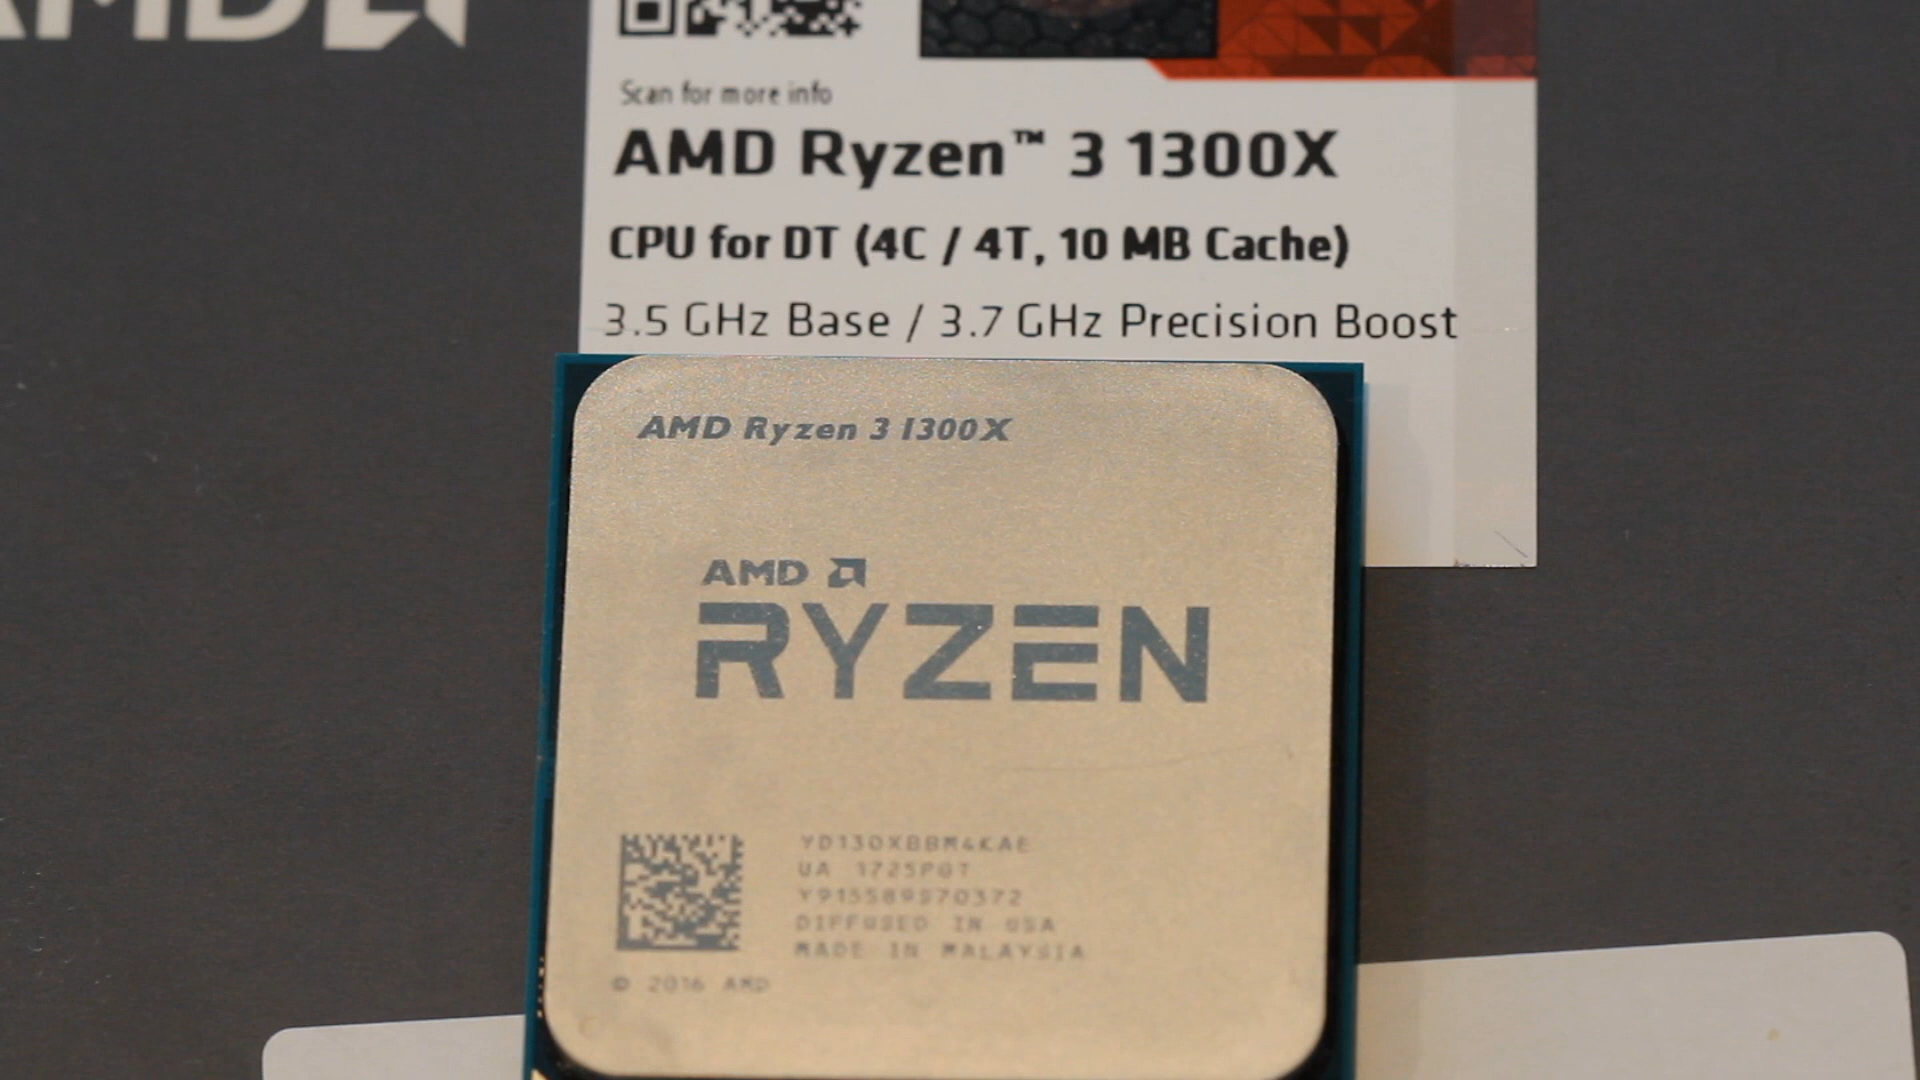 AMD
Scan for more info
AMD Ryzen™ 3 1300X
CPU for DT (4C / 4T, 10 MB Cache)
3.5 GHz Base / 3.7 GHz Precision Boost
AMD Ryzen 3 1300X
AMD
RYZEN
YD130XBBM4KAE
UA 1725PGT
Y915589S70372
DIFFUSED IN USA
MADE IN MALAYSIA
© 2016 AMD